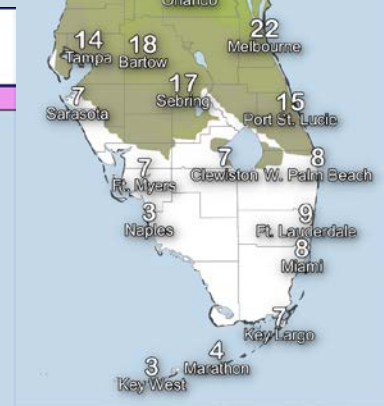 Orlando
14
Tampa
18
Bartow
22
Melbourne
17
Sebring
7
Sarasota
15
Port St. Lucie
7
Ft. Myers
7
Clewiston
8
W. Palm Beach
3
Naples
9
Ft. Lauderdale
8
Miami
7
Key Largo
4
Marathon
3
Key West